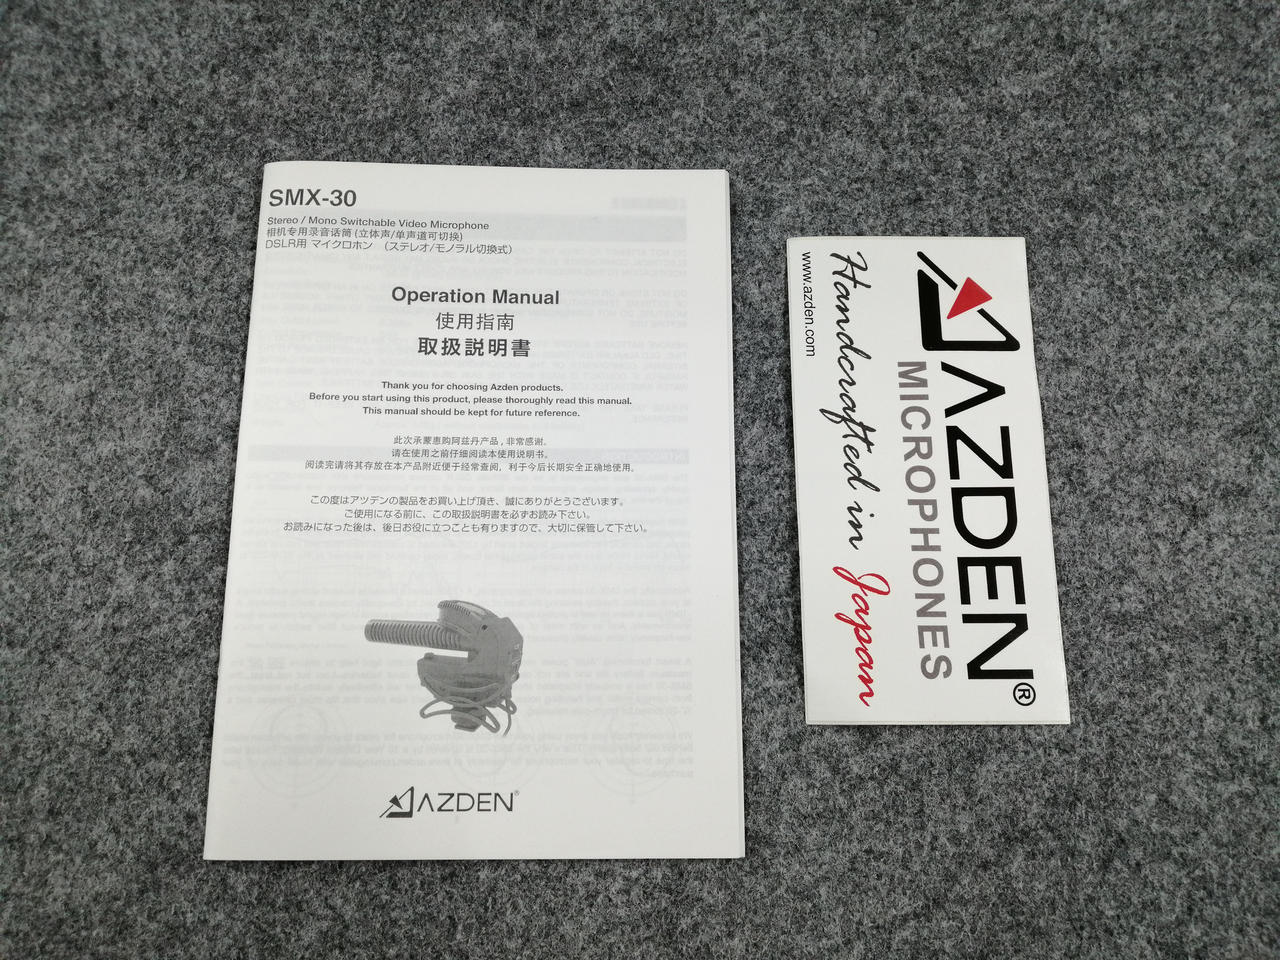 SMX-30
Stereo / Mono Switchable Video Microphone
相机专用录音话筒(立体声/单声道可切换)
DSLR用 マイクロホン （ステレオ/モノラル切換式）
Operation Manual
使用指南
取扱説明書
Thank you for choosing Azden products.
Before you start using this product, please thoroughly read this manual.
This manual should be kept for future reference.
此次承蒙惠购阿兹丹产品，非常感谢.
请在使用之前仔细阅读本使用说明书。
阅读完请将其存放在本产品附近便于经常查阅，利于今后长期安全正确地使用。
この度はアツデンの製品をお買い上げ頂き、誠にありがとうございます。
ご使用になる前に、この取扱説明書を必ずお読み下さい。
お読みになった後は、後日お役に立つことも有りますので、大切に保管して下さい。
AZDEN®
AZDEN®
MICROPHONES
Handcrafted in Japan
www.azden.com